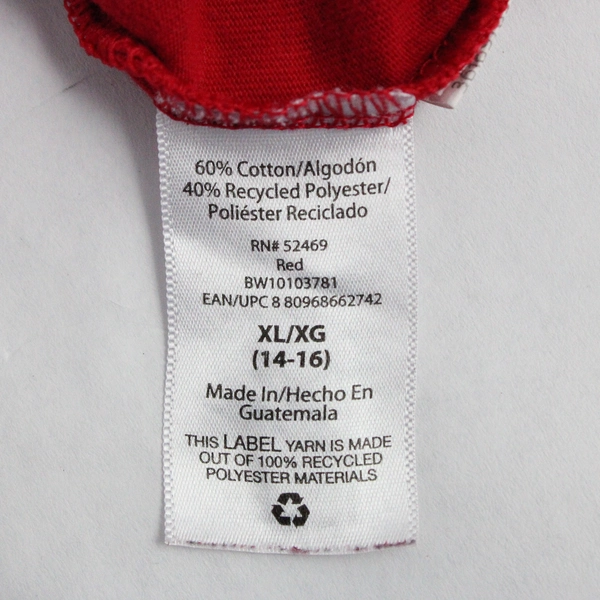 60% Cotton/Algodón
40% Recycled Polyester/
Poliéster Reciclado
RN# 52469
Red
BW10103781
EAN/UPC 8 80968662742
XL/XG
(14-16)
Made In/Hecho En
Guatemala
THIS LABEL YARN IS MADE
OUT OF 100% RECYCLED
POLYESTER MATERIALS